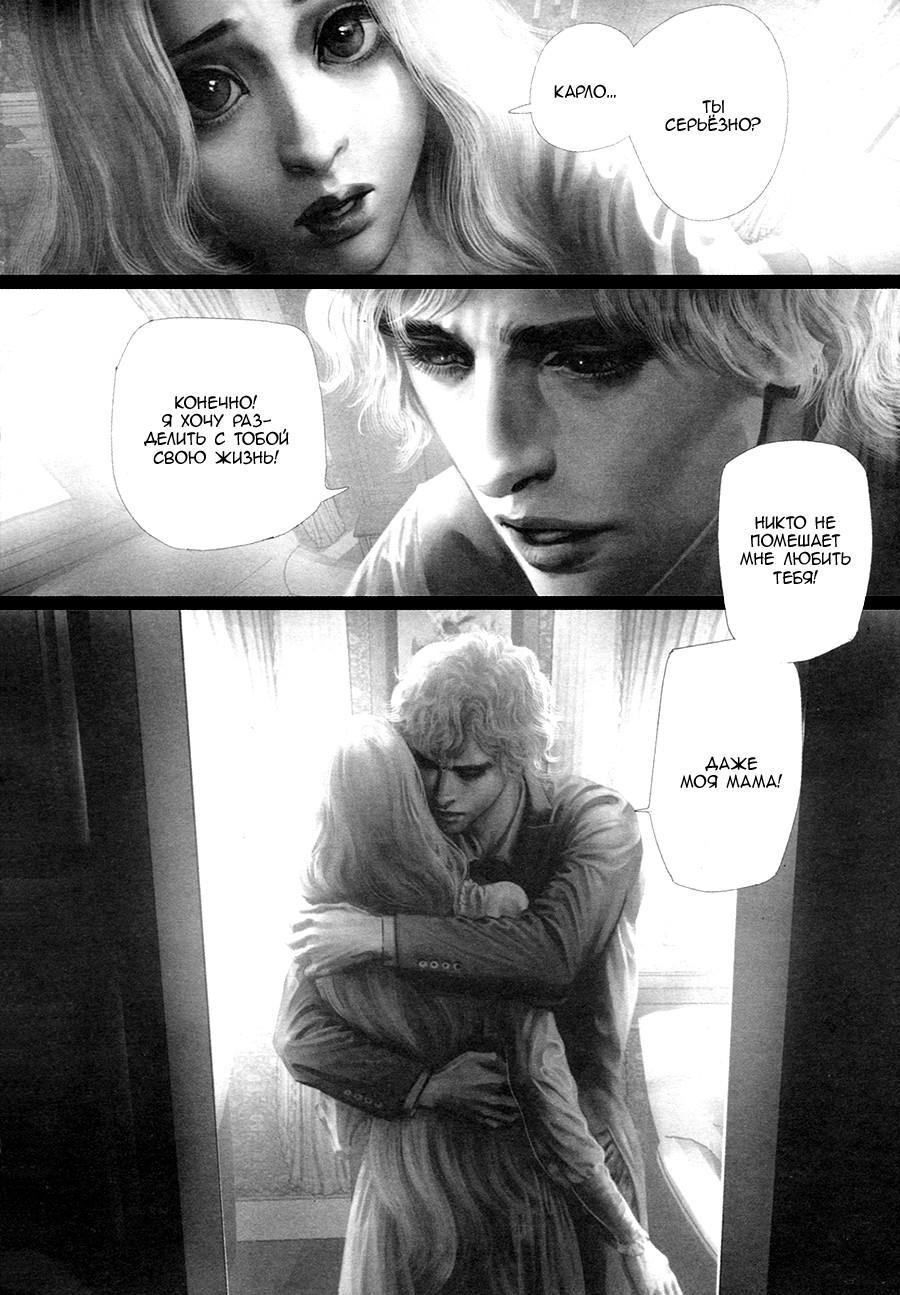 КАРЛО...
ТЫ
СЕРЬЁЗНО?
КОНЕЧНО!
Я ХОЧУ РАЗ-
ДЕЛИТЬ С ТОБОЙ
СВОЮ ЖИЗНЬ!
НИКТО НЕ
ПОМЕШАЕТ
МНЕ ЛЮБИТЬ
ТЕБЯ!
ДАЖЕ
МОЯ МАМА!